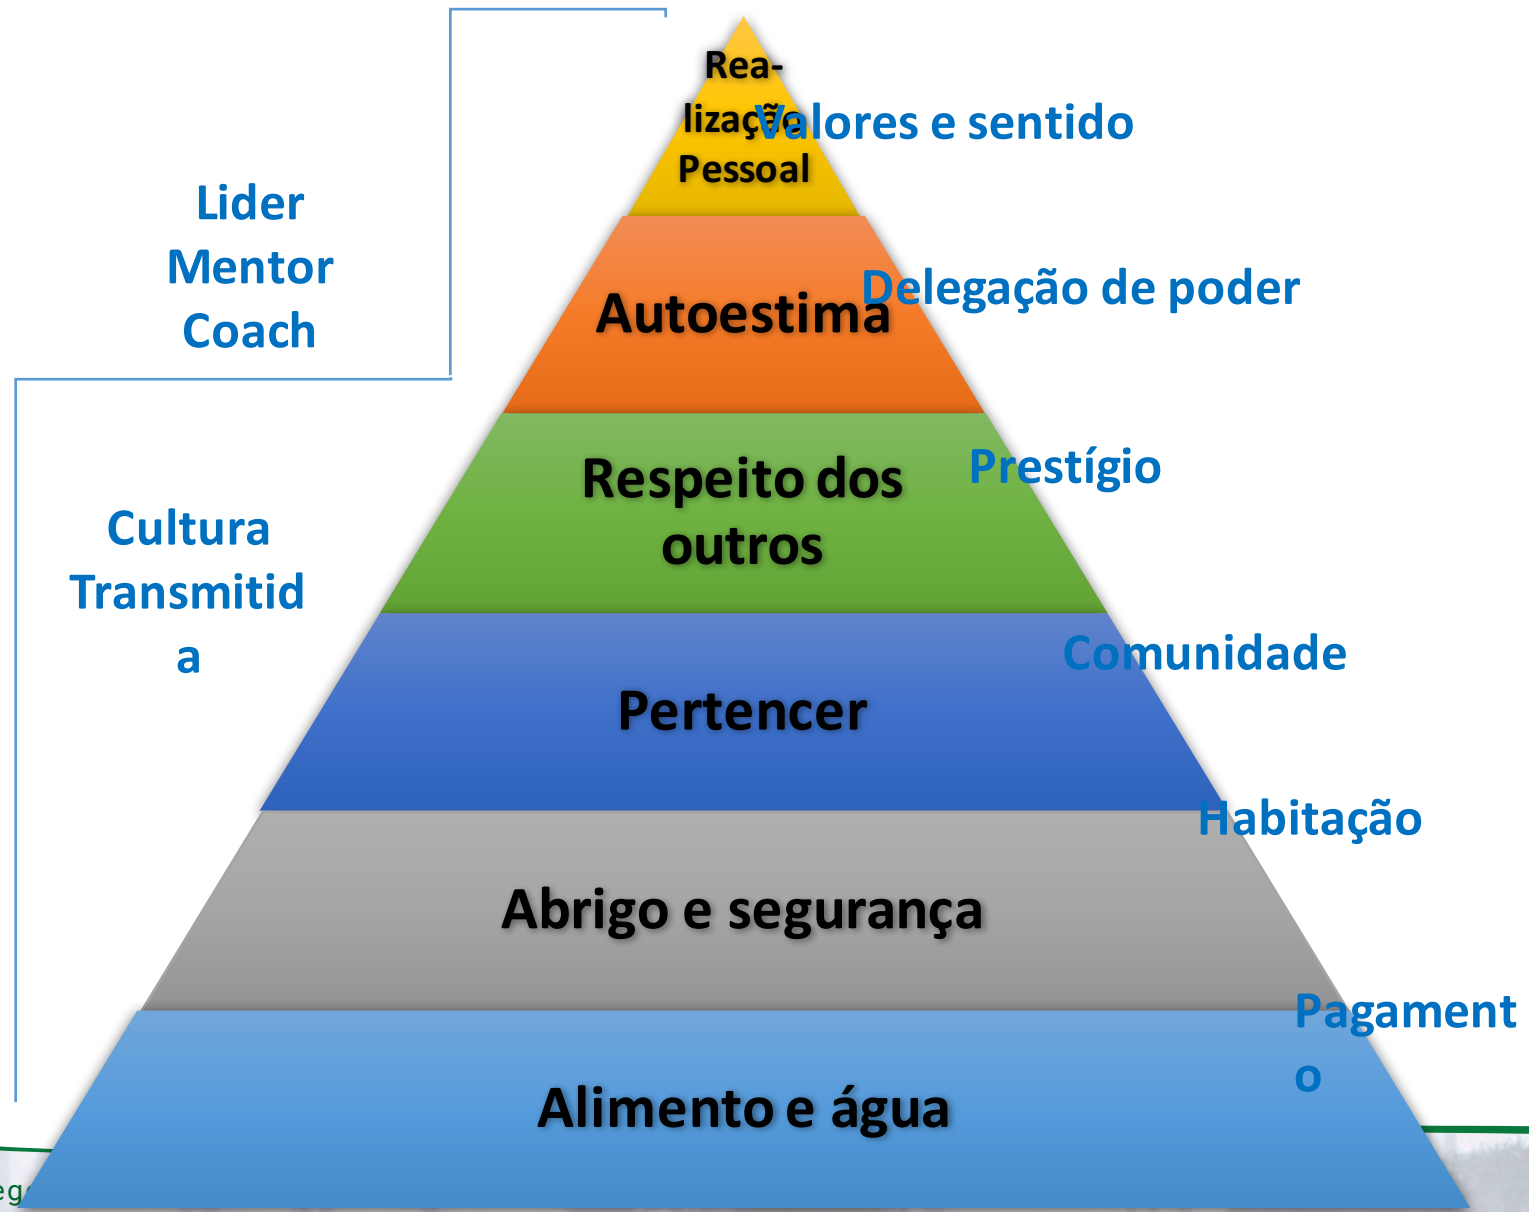 Rea-
lização
Pessoal
Valores e sentido
Lider
Mentor
Coach
Autoestima
Delegação de poder
Respeito dos
outros
Prestígio
Cultura
Transmitid
a
Pertencer
Comunidade
Abrigo e segurança
Habitação
Alimento e água
Pagament
o